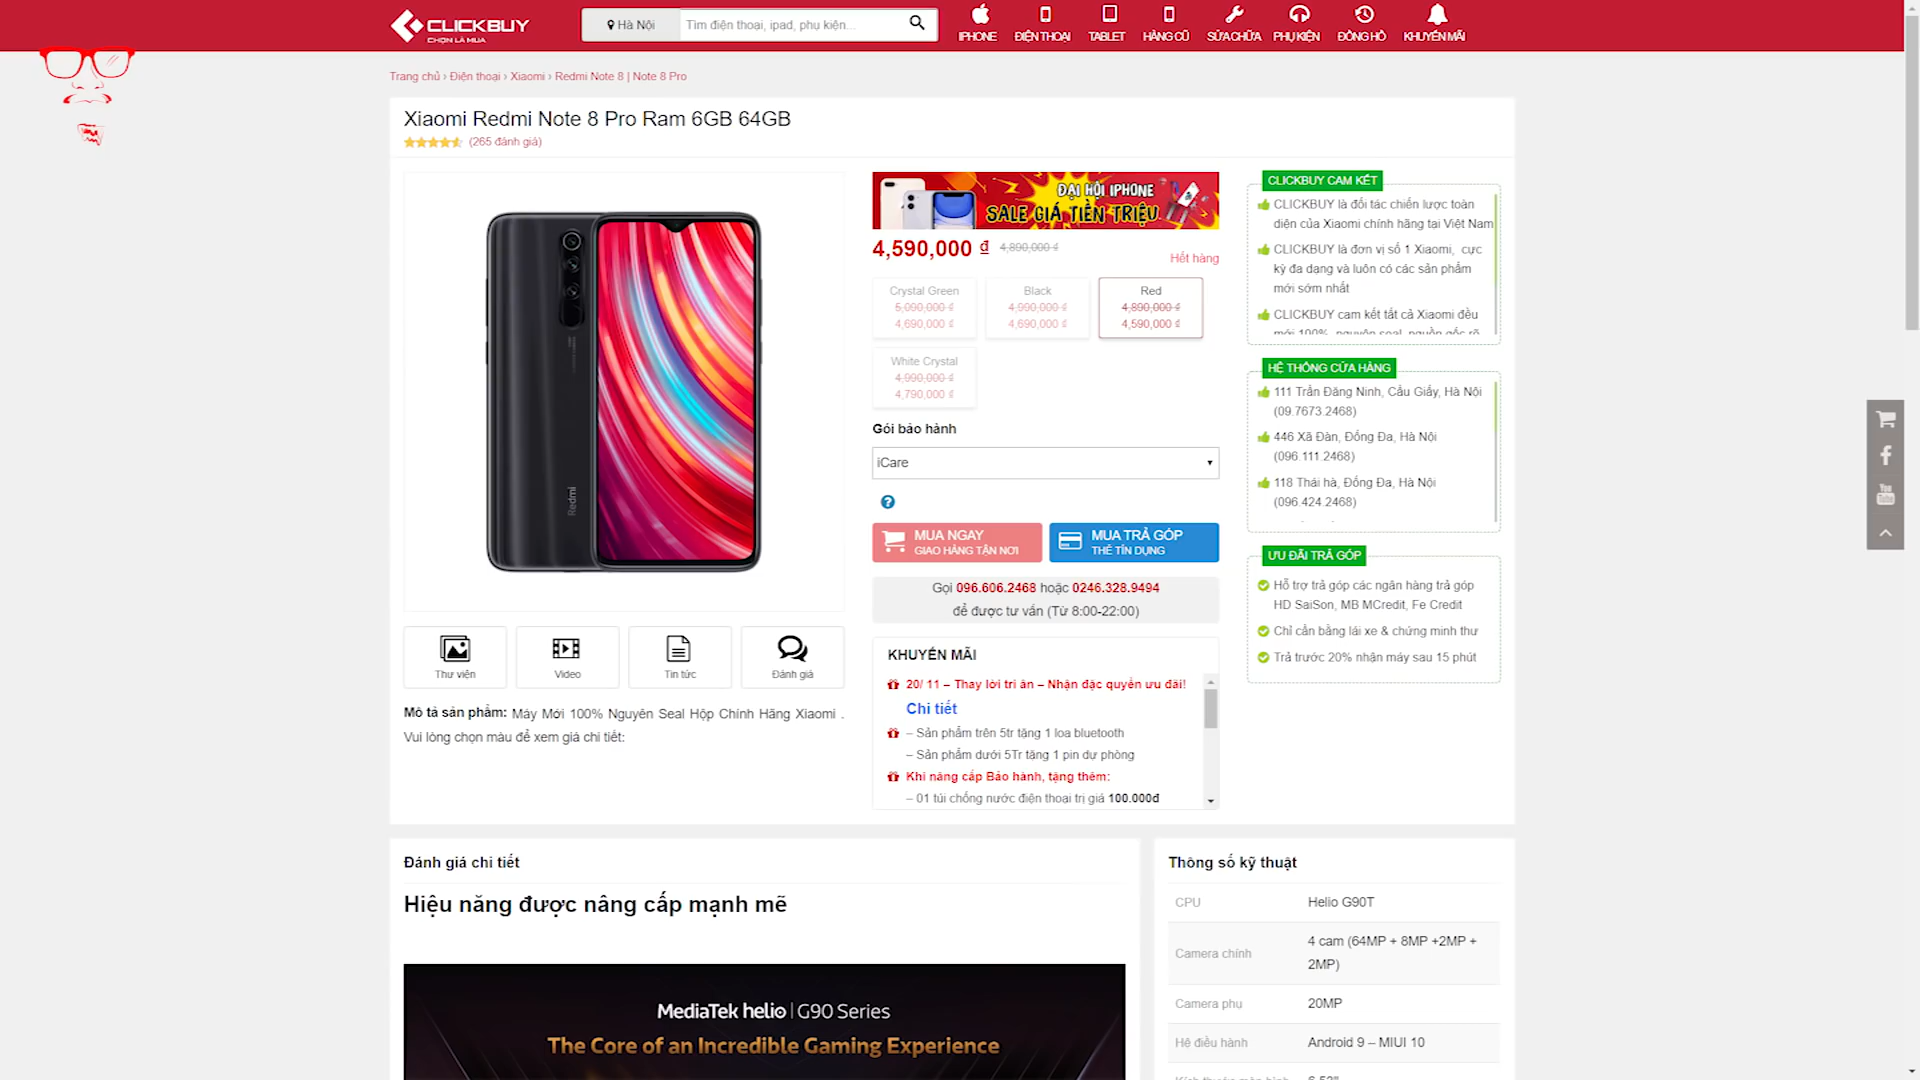 CLICKBUY
CHỌN LÀ MUA
Hà Nội
Tìm điện thoại, ipad, phụ kiện...
IPHONE
ĐIỆN THOẠI
TABLET
HÀNG CŨ
SỬA CHỮA
PHỤ KIỆN
ĐỒNG HỒ
KHUYẾN MÃI
Trang chủ › Điện thoại › Xiaomi › Redmi Note 8 | Note 8 Pro
Xiaomi Redmi Note 8 Pro Ram 6GB 64GB
(265 đánh giá)
Redmi
Thư viện
Video
Tin tức
Đánh giá
Mô tả sản phẩm: Máy Mới 100% Nguyên Seal Hộp Chính Hãng Xiaomi .
Vui lòng chọn màu để xem giá chi tiết:
ĐẠI HỘI IPHONE
SALE GIÁ TIỀN TRIỆU
4,590,000 ₫ 4,890,000 ₫
Hết hàng
Crystal Green
5,090,000 ₫
4,690,000 ₫
Black
4,990,000 ₫
4,690,000 ₫
Red
4,890,000 ₫
4,590,000 ₫
White Crystal
4,990,000 ₫
4,790,000 ₫
Gói bảo hành
iCare
?
MUA NGAY
GIAO HÀNG TẬN NƠI
MUA TRẢ GÓP
THẺ TÍN DỤNG
Gọi 096.606.2468 hoặc 0246.328.9494
để được tư vấn (Từ 8:00-22:00)
KHUYẾN MÃI
20/ 11 – Thay lời tri ân – Nhận đặc quyền ưu đãi!
Chi tiết
– Sản phẩm trên 5tr tặng 1 loa bluetooth
– Sản phẩm dưới 5Tr tặng 1 pin dự phòng
Khi nâng cấp Bảo hành, tặng thêm:
– 01 túi chống nước điện thoại trị giá 100.000đ
CLICKBUY CAM KẾT
CLICKBUY là đối tác chiến lược toàn
diện của Xiaomi chính hãng tại Việt Nam
CLICKBUY là đơn vị số 1 Xiaomi, cực
kỳ đa dạng và luôn có các sản phẩm
mới sớm nhất
CLICKBUY cam kết tất cả Xiaomi đều
mới 100%, nguyên seal, nguồn gốc rõ
HỆ THỐNG CỬA HÀNG
111 Trần Đăng Ninh, Cầu Giấy, Hà Nội
(09.7673.2468)
446 Xã Đàn, Đống Đa, Hà Nội
(096.111.2468)
118 Thái hà, Đống Đa, Hà Nội
(096.424.2468)
ƯU ĐÃI TRẢ GÓP
Hỗ trợ trả góp các ngân hàng trả góp
HD SaiSon, MB MCredit, Fe Credit
Chỉ cần bằng lái xe & chứng minh thư
Trả trước 20% nhận máy sau 15 phút
You
Tube
Đánh giá chi tiết
Hiệu năng được nâng cấp mạnh mẽ
MediaTek helio | G90 Series
The Core of an Incredible Gaming Experience
Thông số kỹ thuật
CPU Helio G90T
Camera chính 4 cam (64MP + 8MP +2MP +
2MP)
Camera phụ 20MP
Hệ điều hành Android 9 – MIUI 10
Kích thước màn hình 6.53"